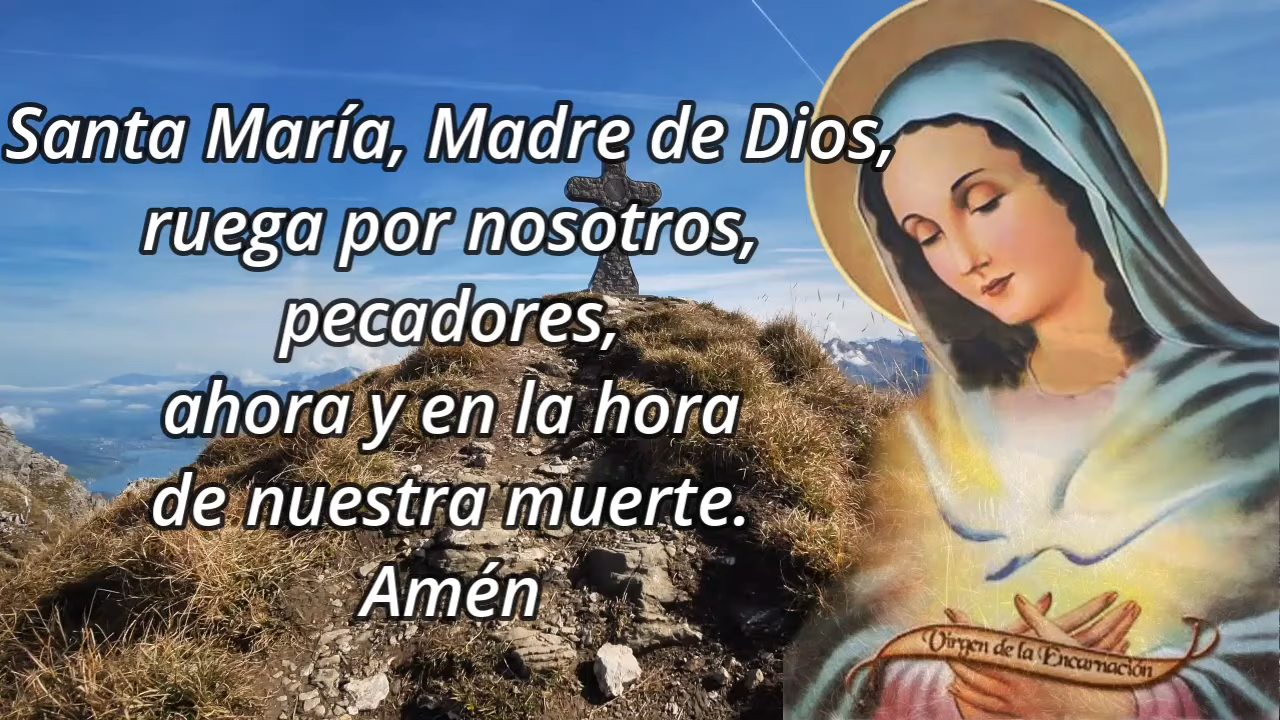 Santa María, Madre de Dios,
ruega por nosotros,
pecadores,
ahora y en la hora
de nuestra muerte.
Amén
Virgen de la Encarnación